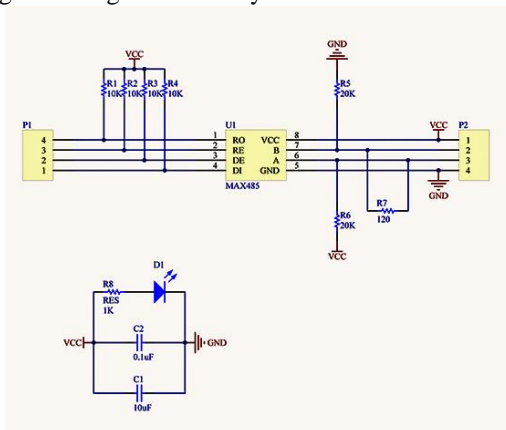 GND
VCC
R1 R2 R3 R4
10K 10K 10K 10K
R5
20K
P1
U1
P2
VCC
4 1 RO VCC 8 1
3 2 RE B 7 2
2 3 DE A 6 3
1 4 DI GND 5 4
MAX485
GND
R7
120
R6
20K
VCC
D1
R8
RES
1K
C2
VCC GND
0.1uF
C1
10uF